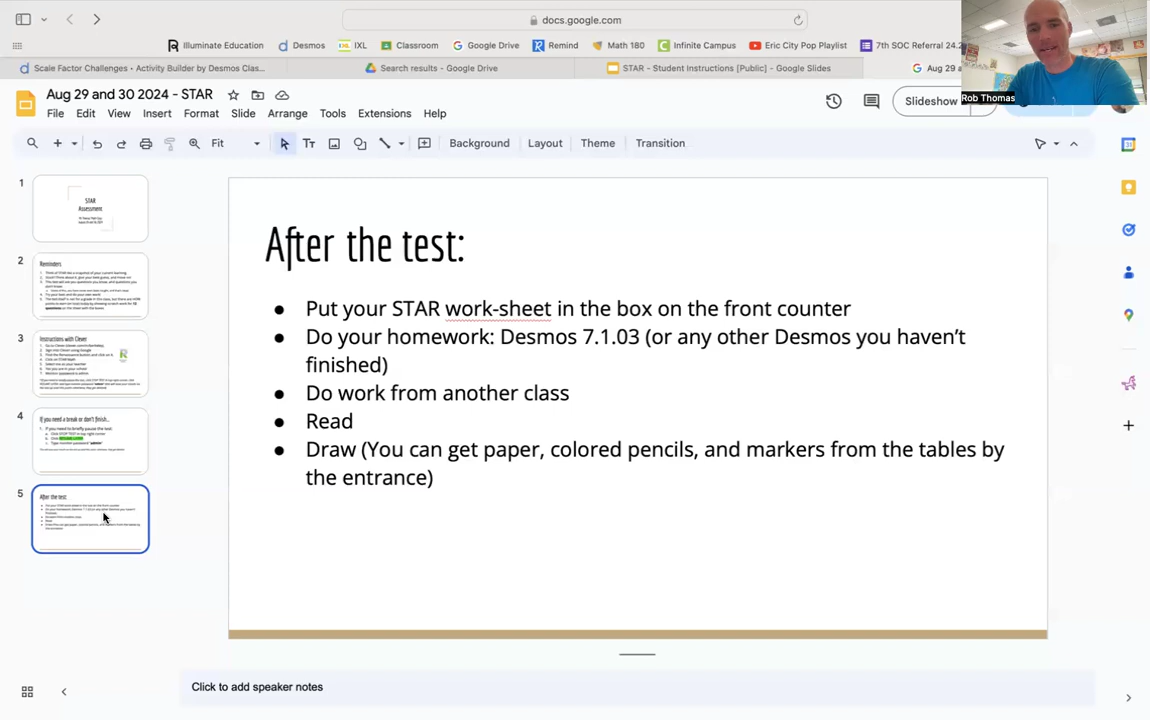 docs.google.com
Illuminate Education
Desmos
IXL
Classroom
Google Drive
Remind
Math 180
Infinite Campus
Eric City Pop Playlist
7th SOC Referral 24.2
Scale Factor Challenges • Activity Builder by Desmos Clas...
Search results - Google Drive
STAR - Student Instructions [Public] - Google Slides
Aug 29 a
Rob Thomas
Aug 29 and 30 2024 - STAR
File Edit View Insert Format Slide Arrange Tools Extensions Help
Slideshow
Fit
Background Layout Theme Transition
1
STAR
Assessment
2
Reminders
3
Instructions with Clever
4
If you need a break or don't finish...
5
After the test:
After the test:
● Put your STAR work-sheet in the box on the front counter
● Do your homework: Desmos 7.1.03 (or any other Desmos you haven't
finished)
● Do work from another class
● Read
● Draw (You can get paper, colored pencils, and markers from the tables by
the entrance)
Click to add speaker notes